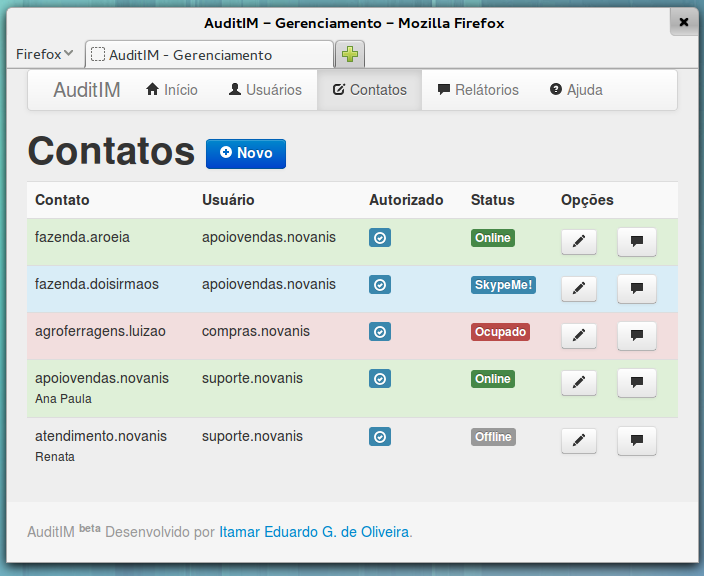 AuditIM – Gerenciamento – Mozilla Firefox
Firefox
AuditIM - Gerenciamento
AuditIM Início Usuários Contatos Relátorios Ajuda
Contatos Novo
Contato Usuário Autorizado Status Opções
fazenda.aroeia apoiovendas.novanis Online
fazenda.doisirmaos apoiovendas.novanis SkypeMe!
agroferragens.luizao compras.novanis Ocupado
apoiovendas.novanis suporte.novanis Online
Ana Paula
atendimento.novanis suporte.novanis Offline
Renata
AuditIM beta Desenvolvido por Itamar Eduardo G. de Oliveira.